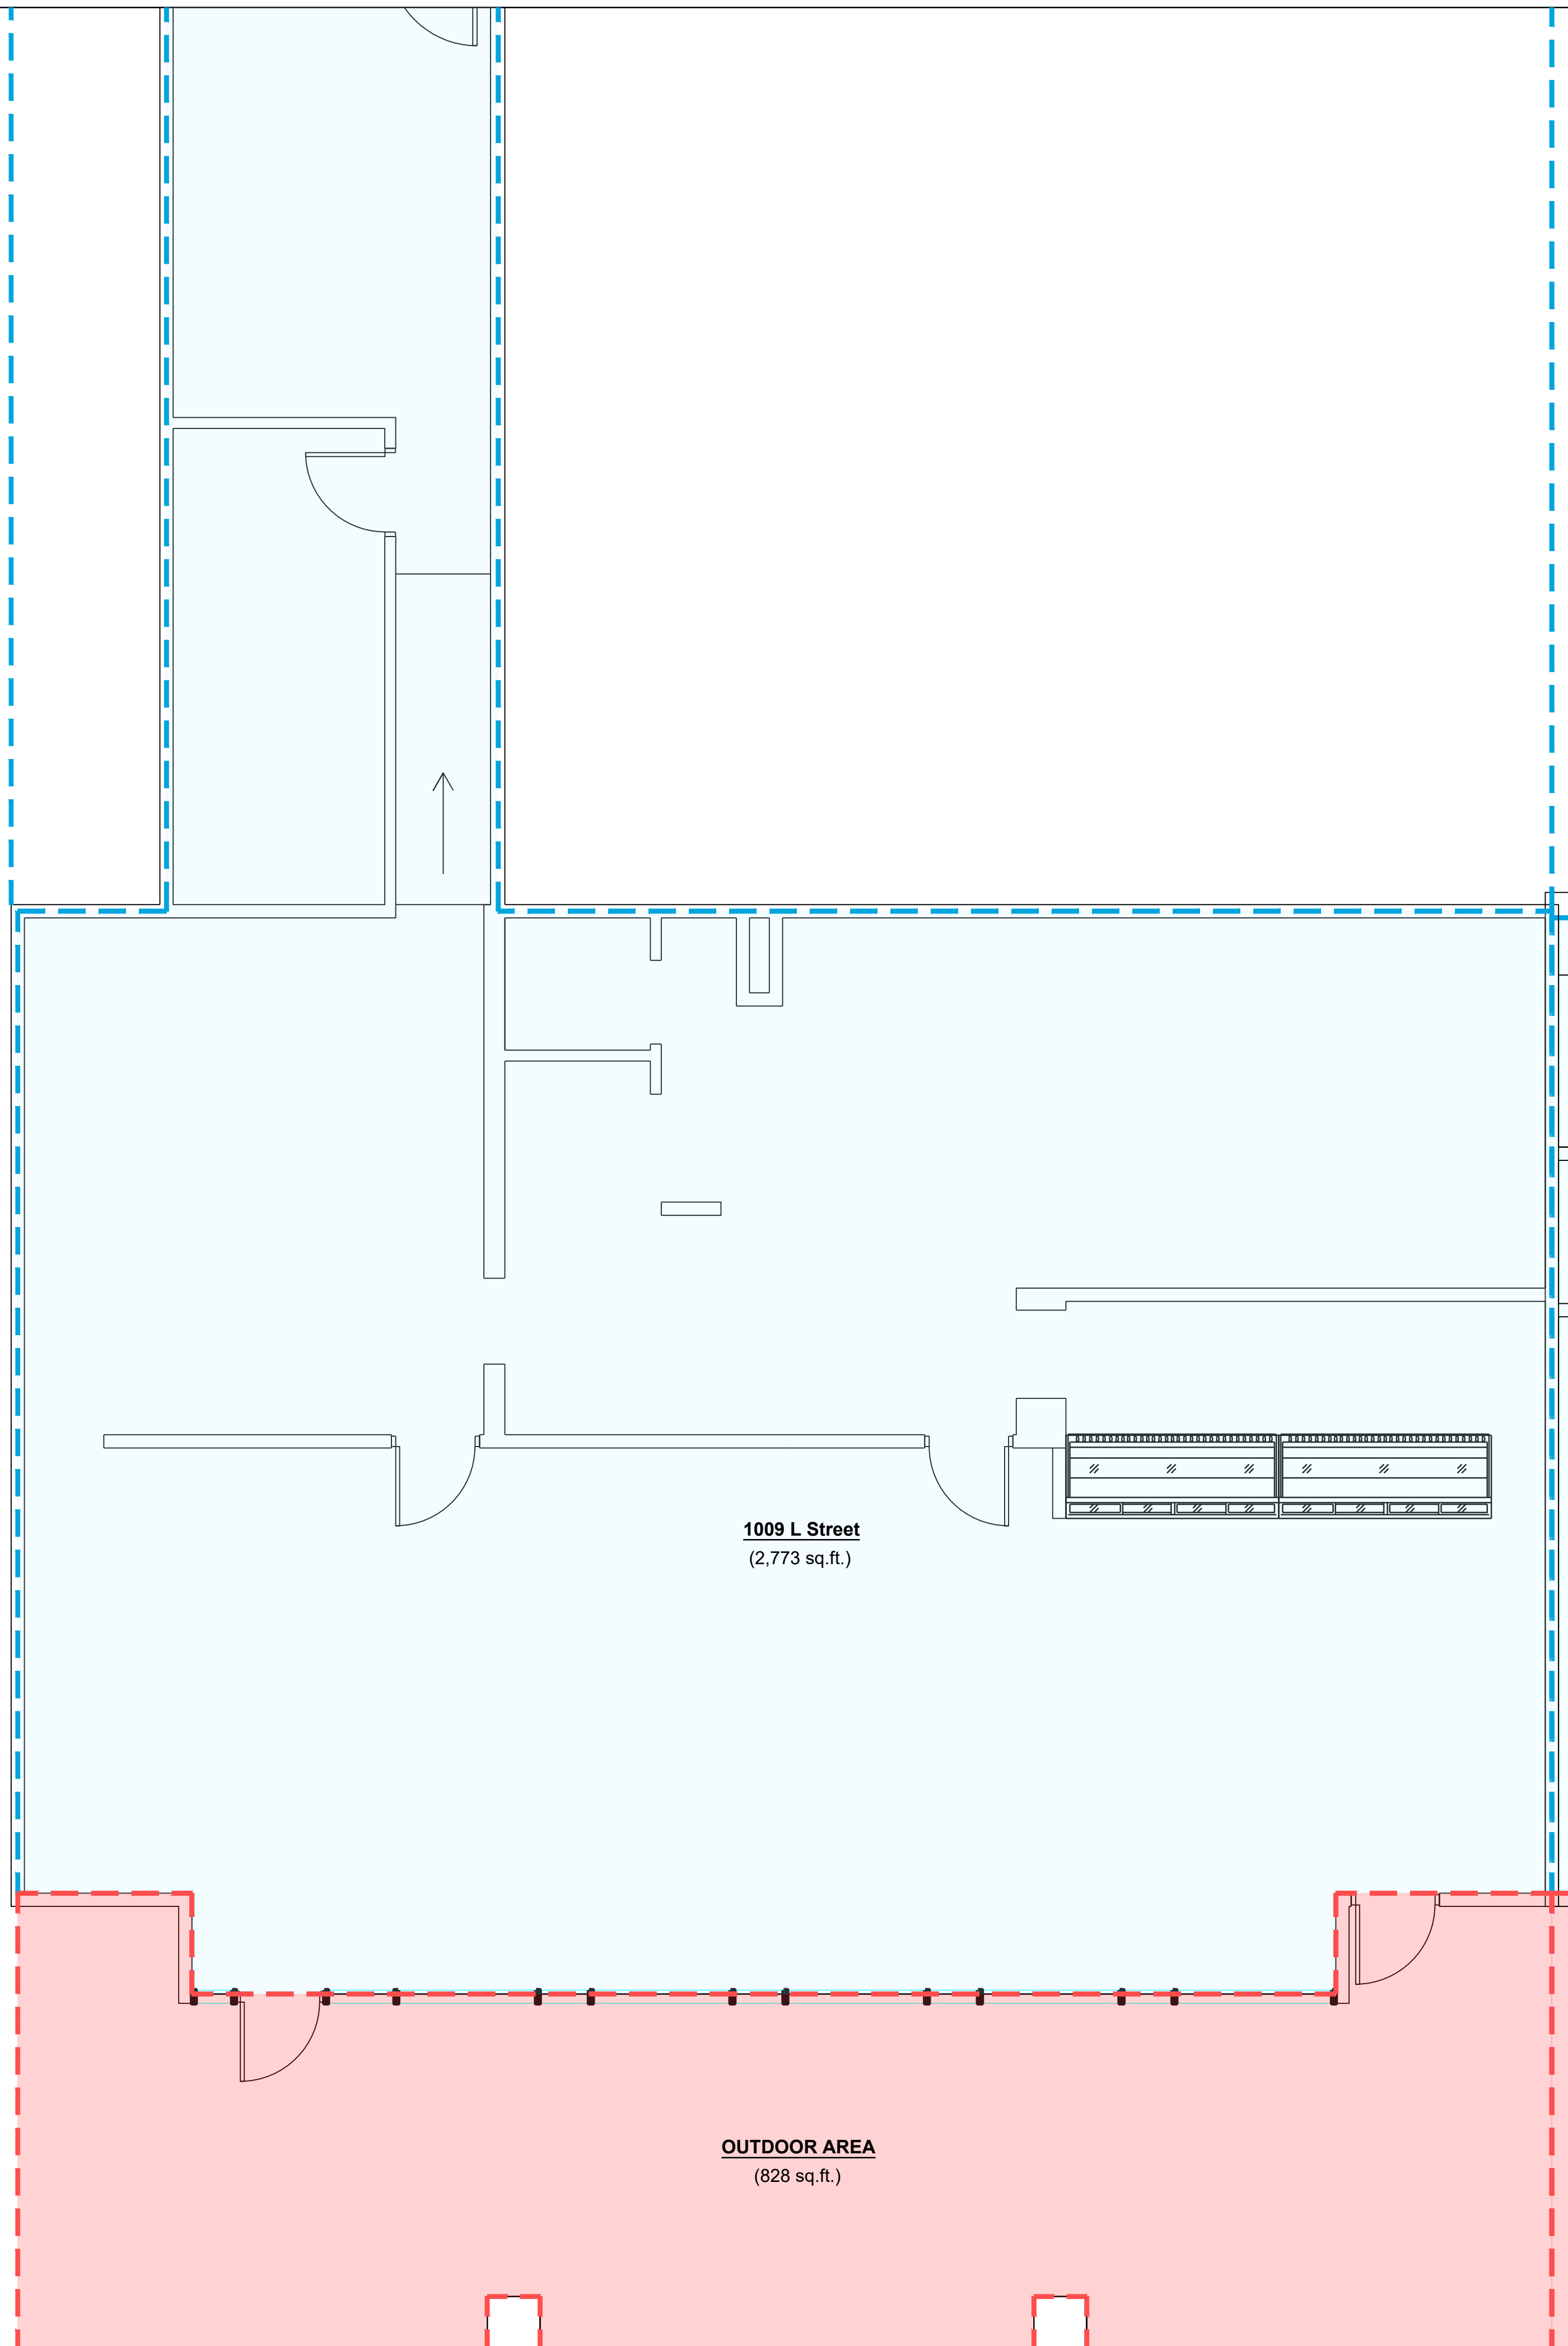 1009 L Street
(2,773 sq.ft.)
OUTDOOR AREA
(828 sq.ft.)